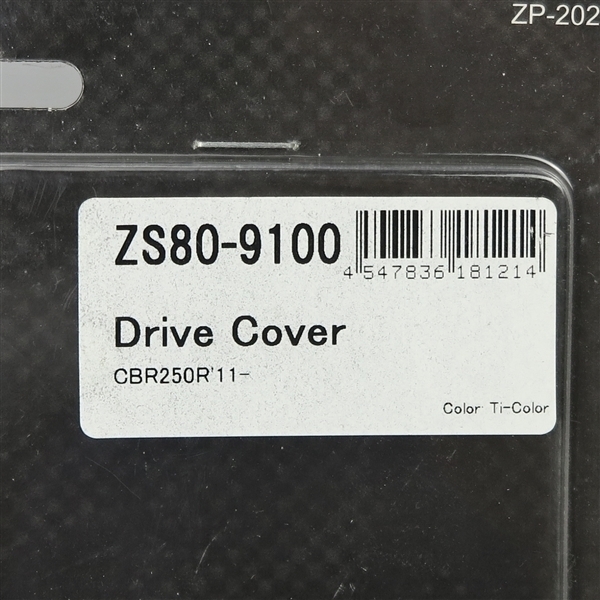 ZP-202
ZS80-9100
4 547836 181214
Drive Cover
CBR250R'11-
Color: Ti-Color